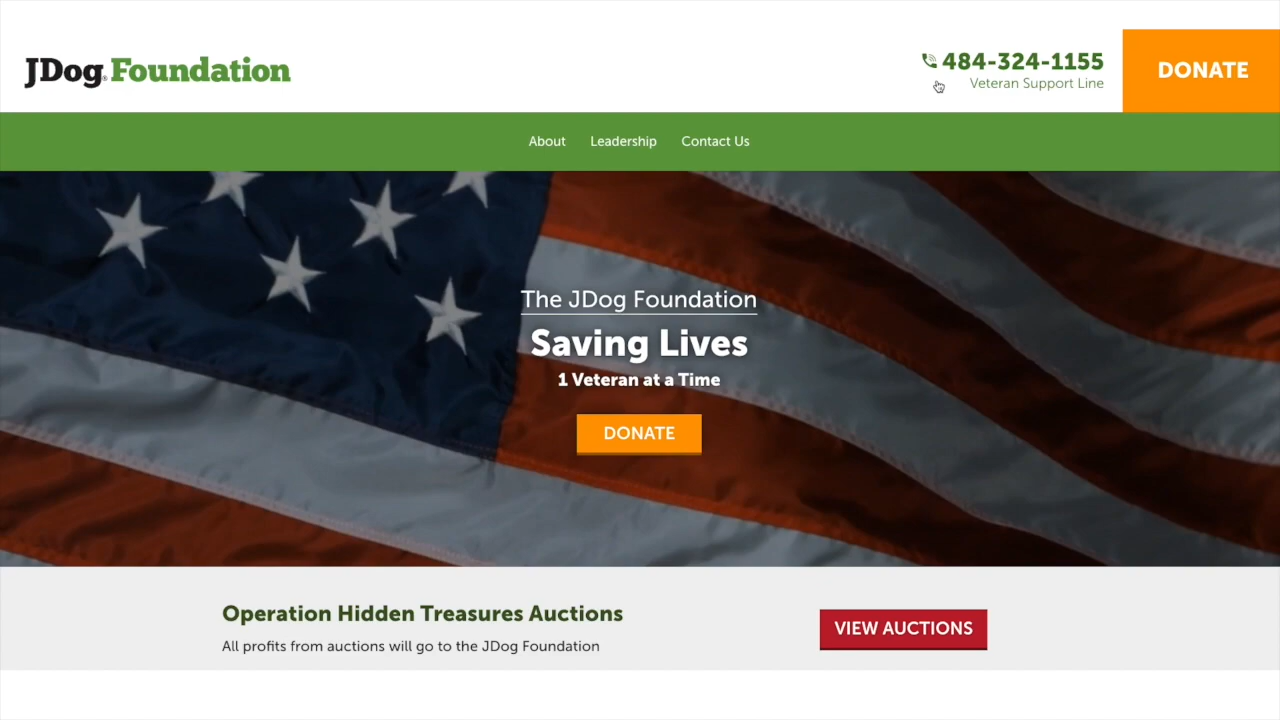 JDog® Foundation
484-324-1155
Veteran Support Line
DONATE
About Leadership Contact Us
The JDog Foundation
Saving Lives
1 Veteran at a Time
DONATE
Operation Hidden Treasures Auctions
All profits from auctions will go to the JDog Foundation
VIEW AUCTIONS